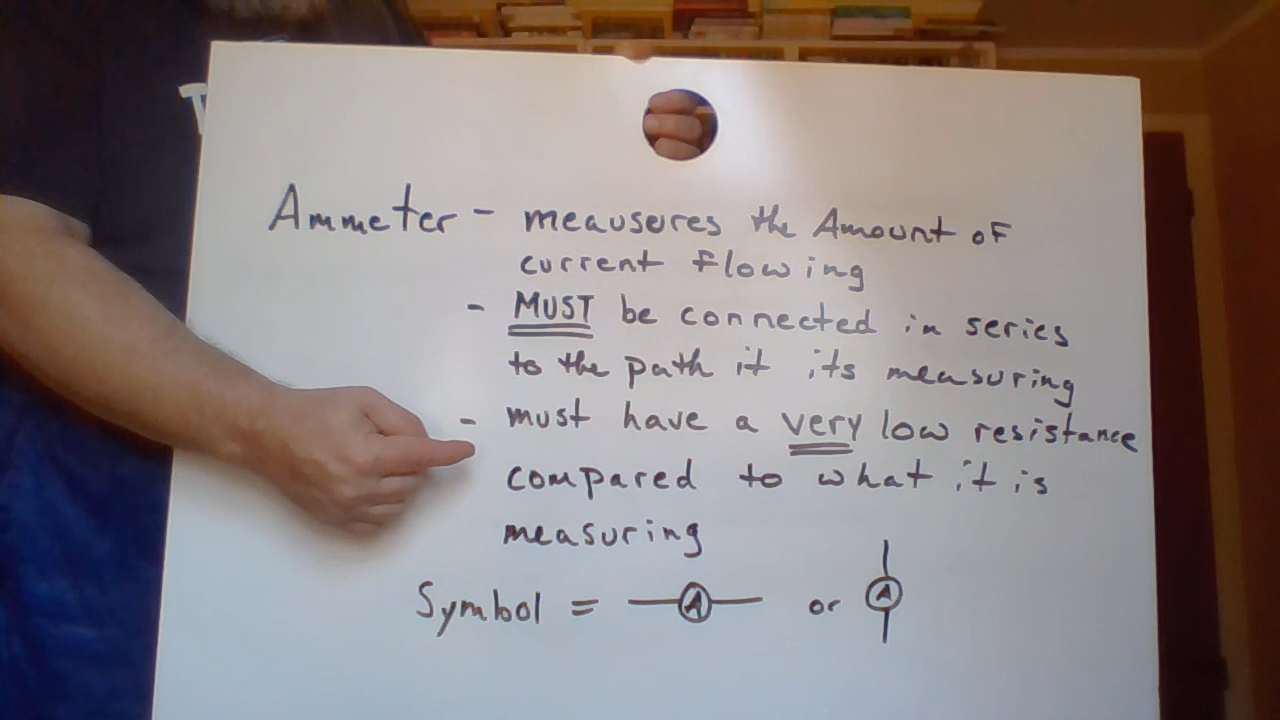 Ammeter - meausures the Amount of
current flowing
- MUST be connected in series
to the path it its measuring
- must have a very low resistance
compared to what it is
measuring
Symbol = A or A